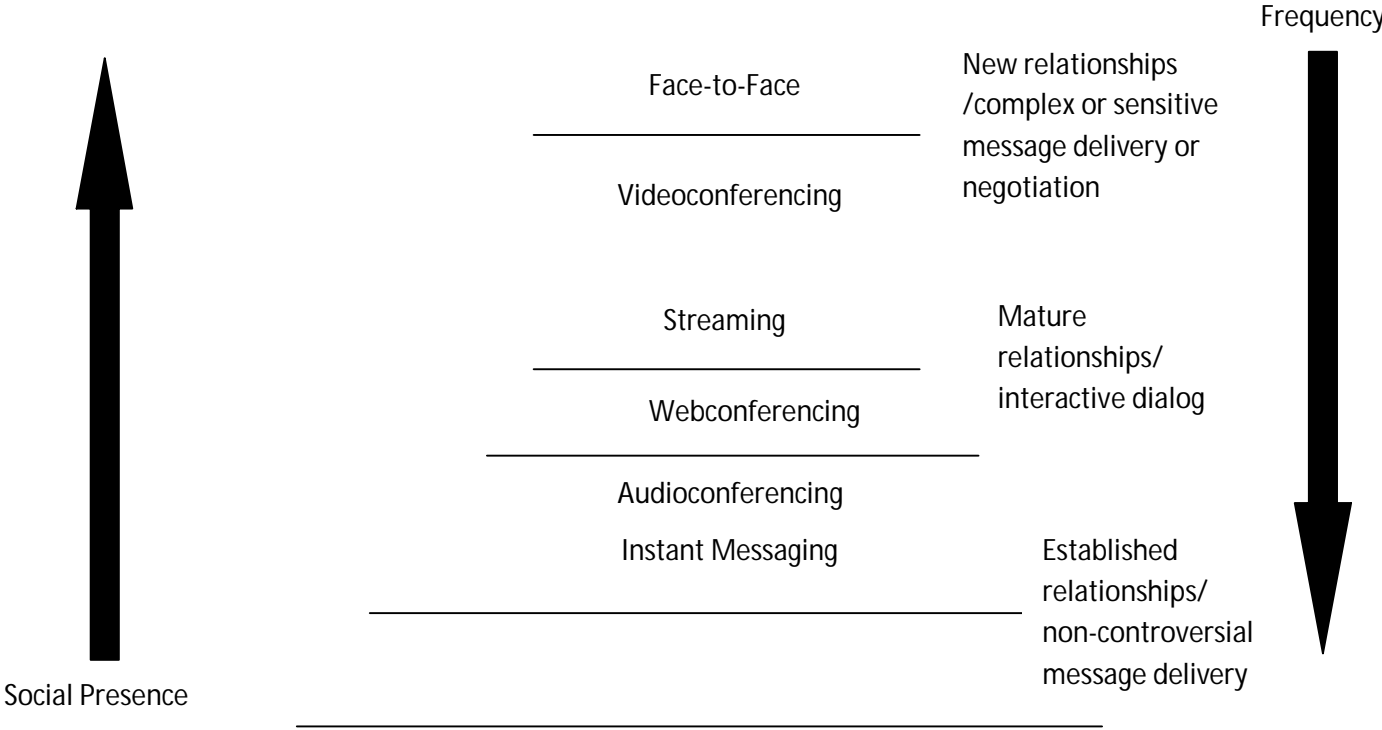 Frequency
Face-to-Face
New relationships
/complex or sensitive
message delivery or
negotiation
Videoconferencing
Streaming
Mature
relationships/
interactive dialog
Webconferencing
Audioconferencing
Instant Messaging
Established
relationships/
non-controversial
message delivery
Social Presence